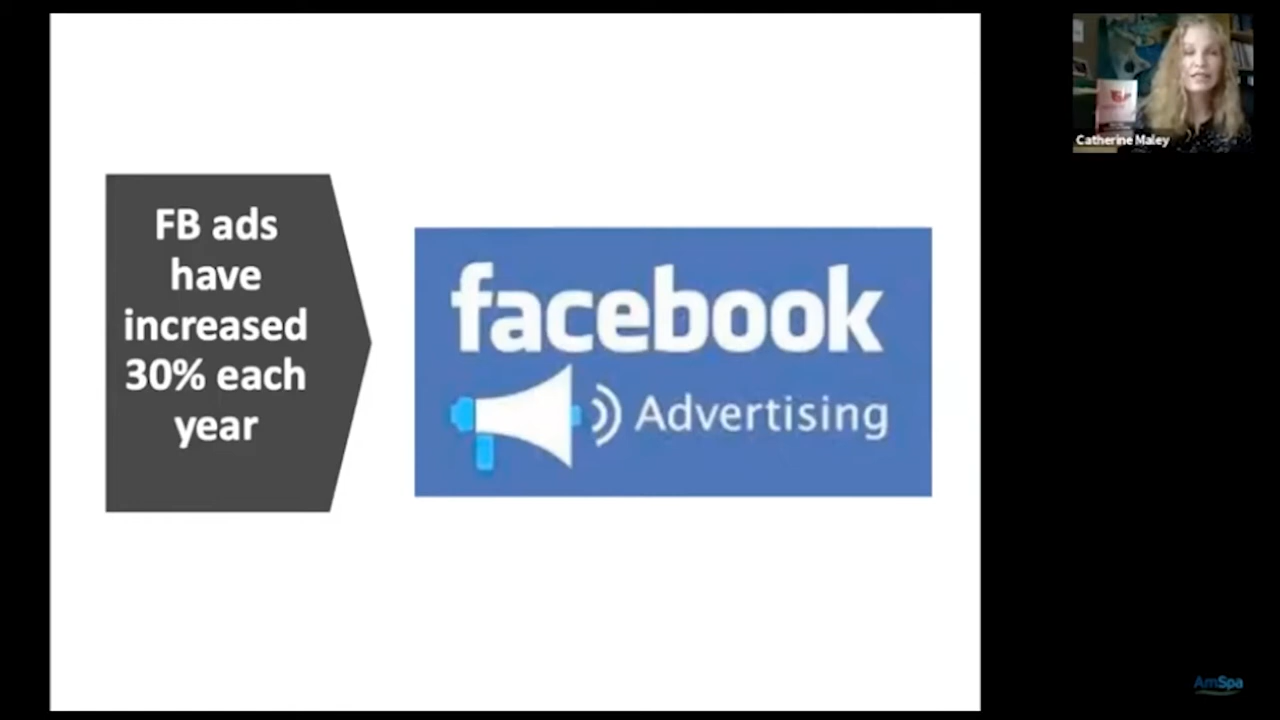 FB ads
have
increased
30% each
year
facebook
Advertising
Catherine Maley
AmSpa